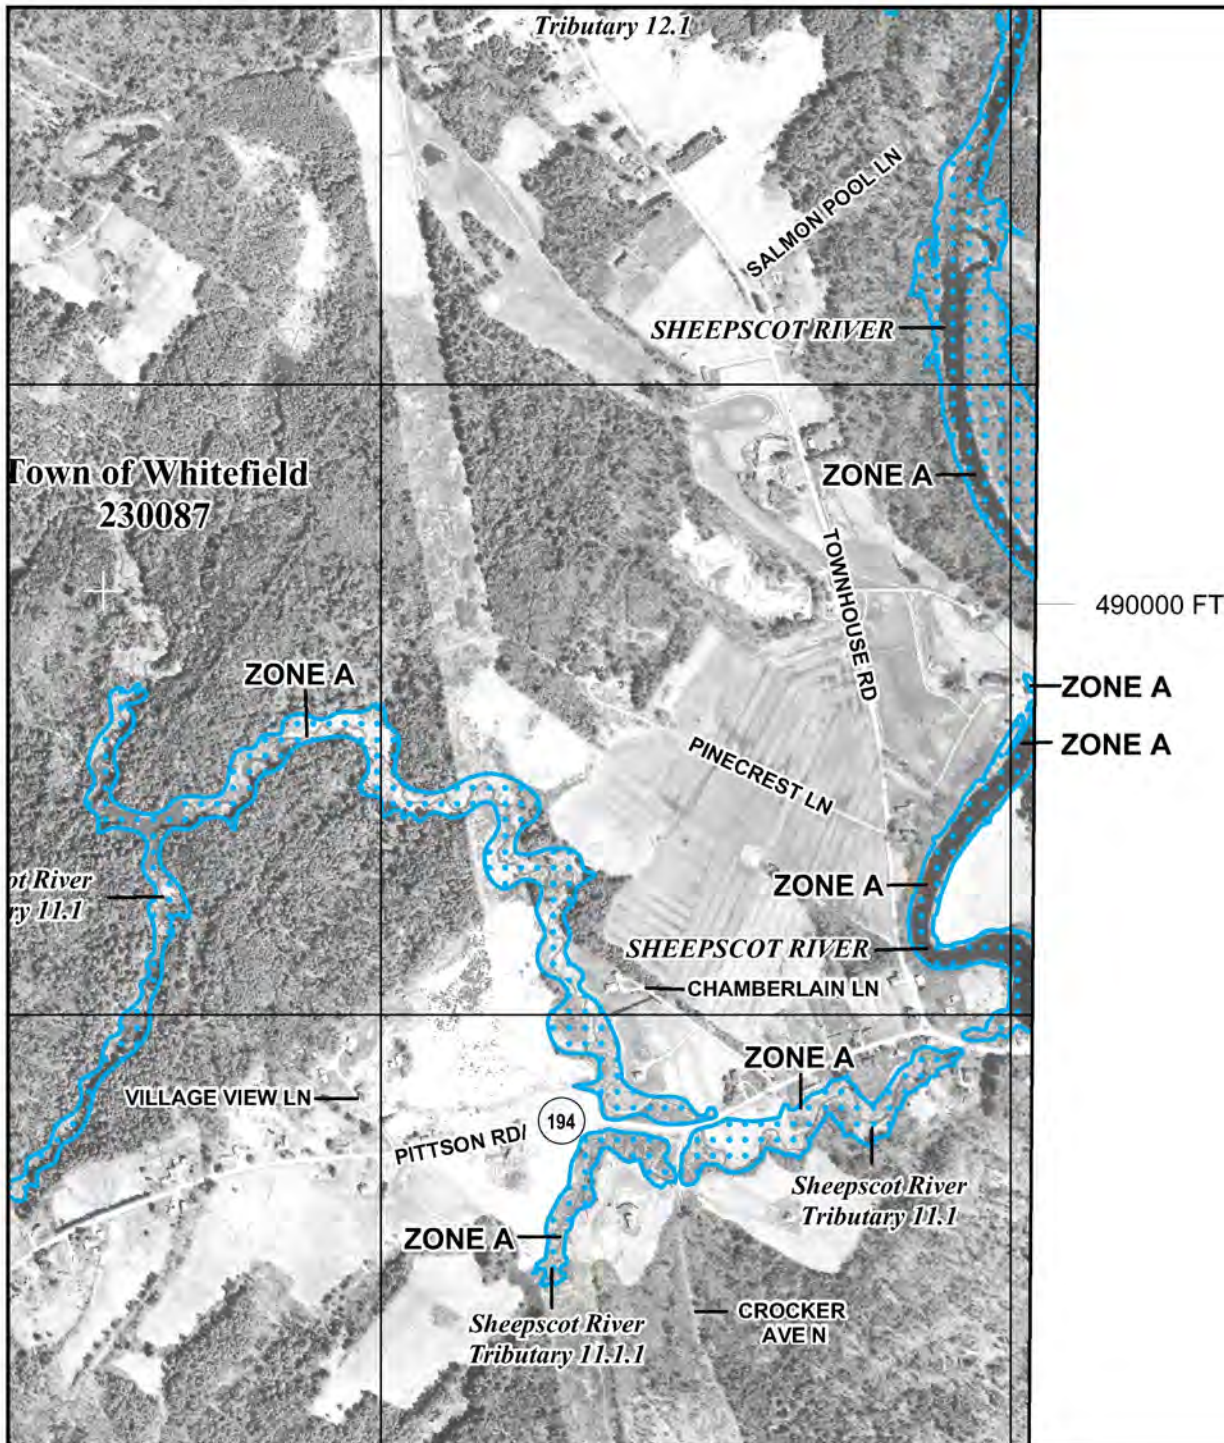 Tributary 12.1
SALMON POOL LN
SHEEPSCOT RIVER
Town of Whitefield
230087
ZONE A
TOWNHOUSE RD
490000 FT
ZONE A
ZONE A
ZONE A
PINECREST LN
ot River
ry 11.1
ZONE A
SHEEPSCOT RIVER
CHAMBERLAIN LN
ZONE A
VILLAGE VIEW LN
194
PITTSON RD/
Sheepscot River
Tributary 11.1
ZONE A
Sheepscot River
Tributary 11.1.1
CROCKER
AVE N